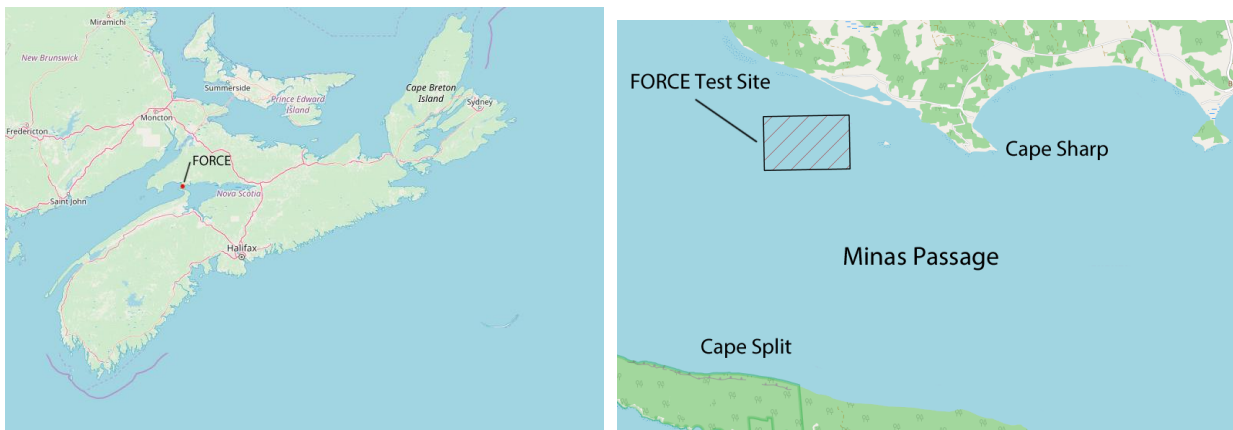 Miramichi
New Brunswick
Summerside
Prince Edward
Island
Cape Breton
Island
Sydney
Moncton
Fredericton
FORCE
Nova Scotia
Saint John
Halifax
FORCE Test Site
Cape Sharp
Minas Passage
Cape Split